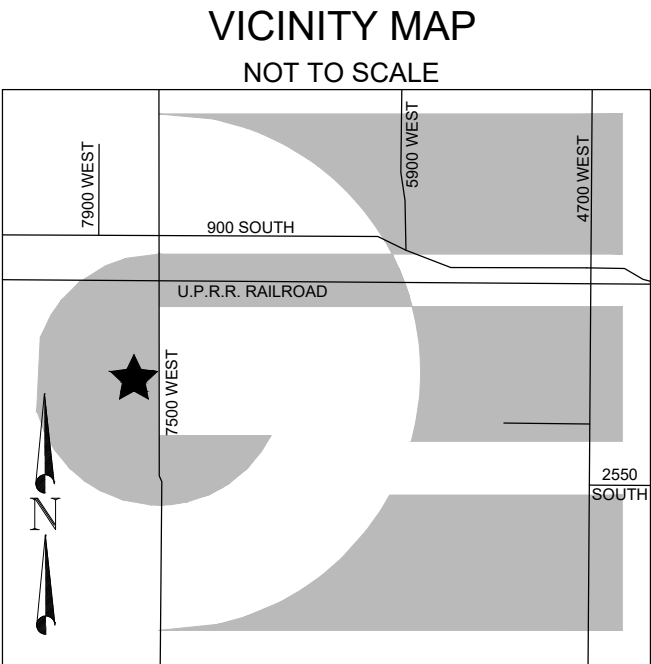 VICINITY MAP
NOT TO SCALE
7900 WEST
5900 WEST
4700 WEST
900 SOUTH
U.P.R.R. RAILROAD
7500 WEST
2550
SOUTH
N